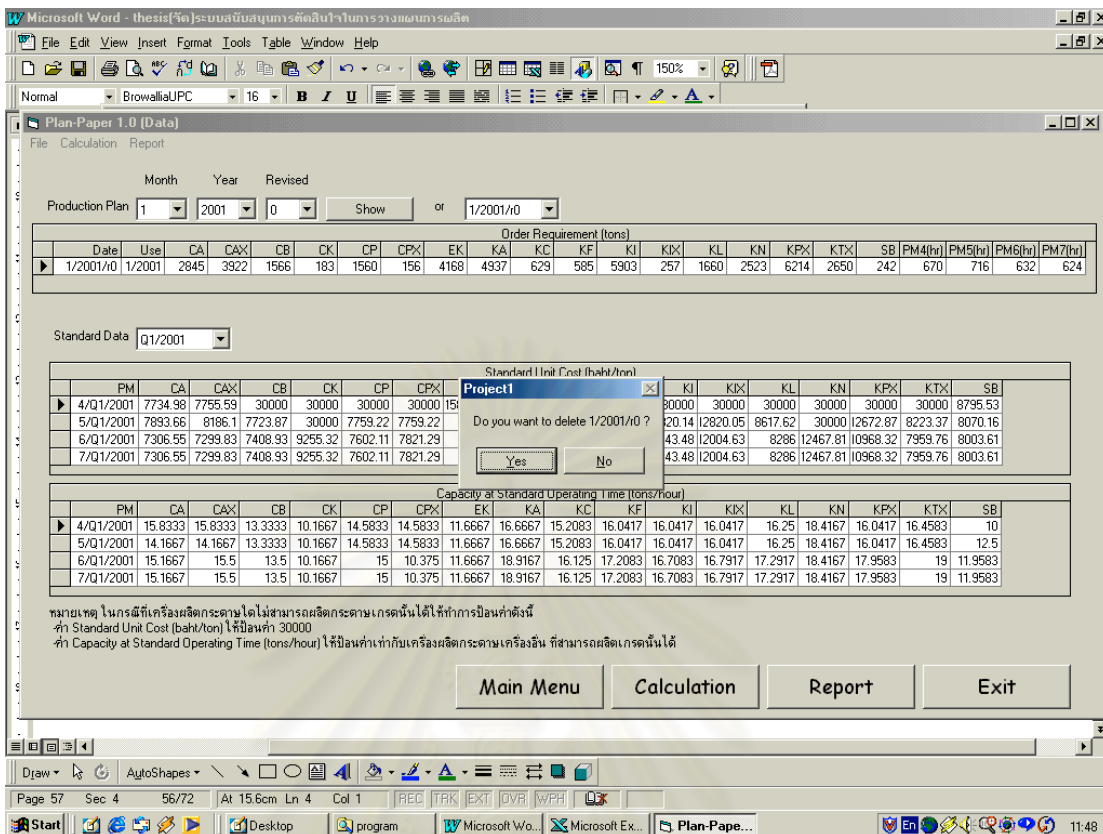 Microsoft Word - thesis(จัด)ระบบสนับสนุนการตัดสินใจในการวางแผนการผลิต
File Edit View Insert Format Tools Table Window Help
150%
Normal BrowalliaUPC 16 B I U
Plan-Paper 1.0 (Data)
File Calculation Report
Month Year Revised
Production Plan 1 2001 0 Show or 1/2001/r0
Order Requirement (tons)
Date Use CA CAX CB CK CP CPX EK KA KC KF KI KIX KL KN KPX KTX SB PM4(hr) PM5(hr) PM6(hr) PM7(hr)
1/2001/r0 1/2001 2845 3922 1566 183 1560 156 4168 4937 629 585 5903 257 1660 2523 6214 2650 242 670 716 632 624
Standard Data Q1/2001
Standard Unit Cost (baht/ton)
PM CA CAX CB CK CP CPX KI KIX KL KN KPX KTX SB
4/Q1/2001 7734.98 7755.59 30000 30000 30000 30000 30000 30000 30000 30000 30000 8795.53
5/Q1/2001 7893.66 8186.1 7723.87 30000 7759.22 7759.22 12820.05 8617.62 30000 12672.87 8223.37 8070.16
6/Q1/2001 7306.55 7299.83 7408.93 9255.32 7602.11 7821.29 43.48 12004.63 8286 12467.81 10968.32 7959.76 8003.61
7/Q1/2001 7306.55 7299.83 7408.93 9255.32 7602.11 7821.29 43.48 12004.63 8286 12467.81 10968.32 7959.76 8003.61
Project1
Do you want to delete 1/2001/r0 ?
Yes No
Capacity at Standard Operating Time (tons/hour)
PM CA CAX CB CK CP CPX EK KA KC KF KI KIX KL KN KPX KTX SB
4/Q1/2001 15.8333 15.8333 13.3333 10.1667 14.5833 14.5833 11.6667 16.6667 15.2083 16.0417 16.0417 16.0417 16.25 18.4167 16.0417 16.4583 10
5/Q1/2001 14.1667 14.1667 13.3333 10.1667 14.5833 14.5833 11.6667 16.6667 15.2083 16.0417 16.0417 16.0417 16.25 18.4167 16.0417 16.4583 12.5
6/Q1/2001 15.1667 15.5 13.5 10.1667 15 10.375 11.6667 18.9167 16.125 17.2083 16.7083 16.7917 17.2917 18.4167 17.9583 19 11.9583
7/Q1/2001 15.1667 15.5 13.5 10.1667 15 10.375 11.6667 18.9167 16.125 17.2083 16.7083 16.7917 17.2917 18.4167 17.9583 19 11.9583
หมายเหตุ ในกรณีที่เครื่องผลิตกระดาษใดไม่สามารถผลิตกระดาษเกรดนั้นได้ให้ทำการป้อนค่าดังนี้
-ค่า Standard Unit Cost (baht/ton) ให้ป้อนค่า 30000
-ค่า Capacity at Standard Operating Time (tons/hour) ให้ป้อนค่าเท่ากับเครื่องผลิตกระดาษเครื่องอื่น ที่สามารถผลิตเกรดนั้นได้
Main Menu Calculation Report Exit
Draw AutoShapes
Page 57 Sec 4 56/72 At 15.6cm Ln 4 Col 1 REC TRK EXT OVR WPH
Start Desktop program Microsoft Wo... Microsoft Ex... Plan-Pape... En 11:48